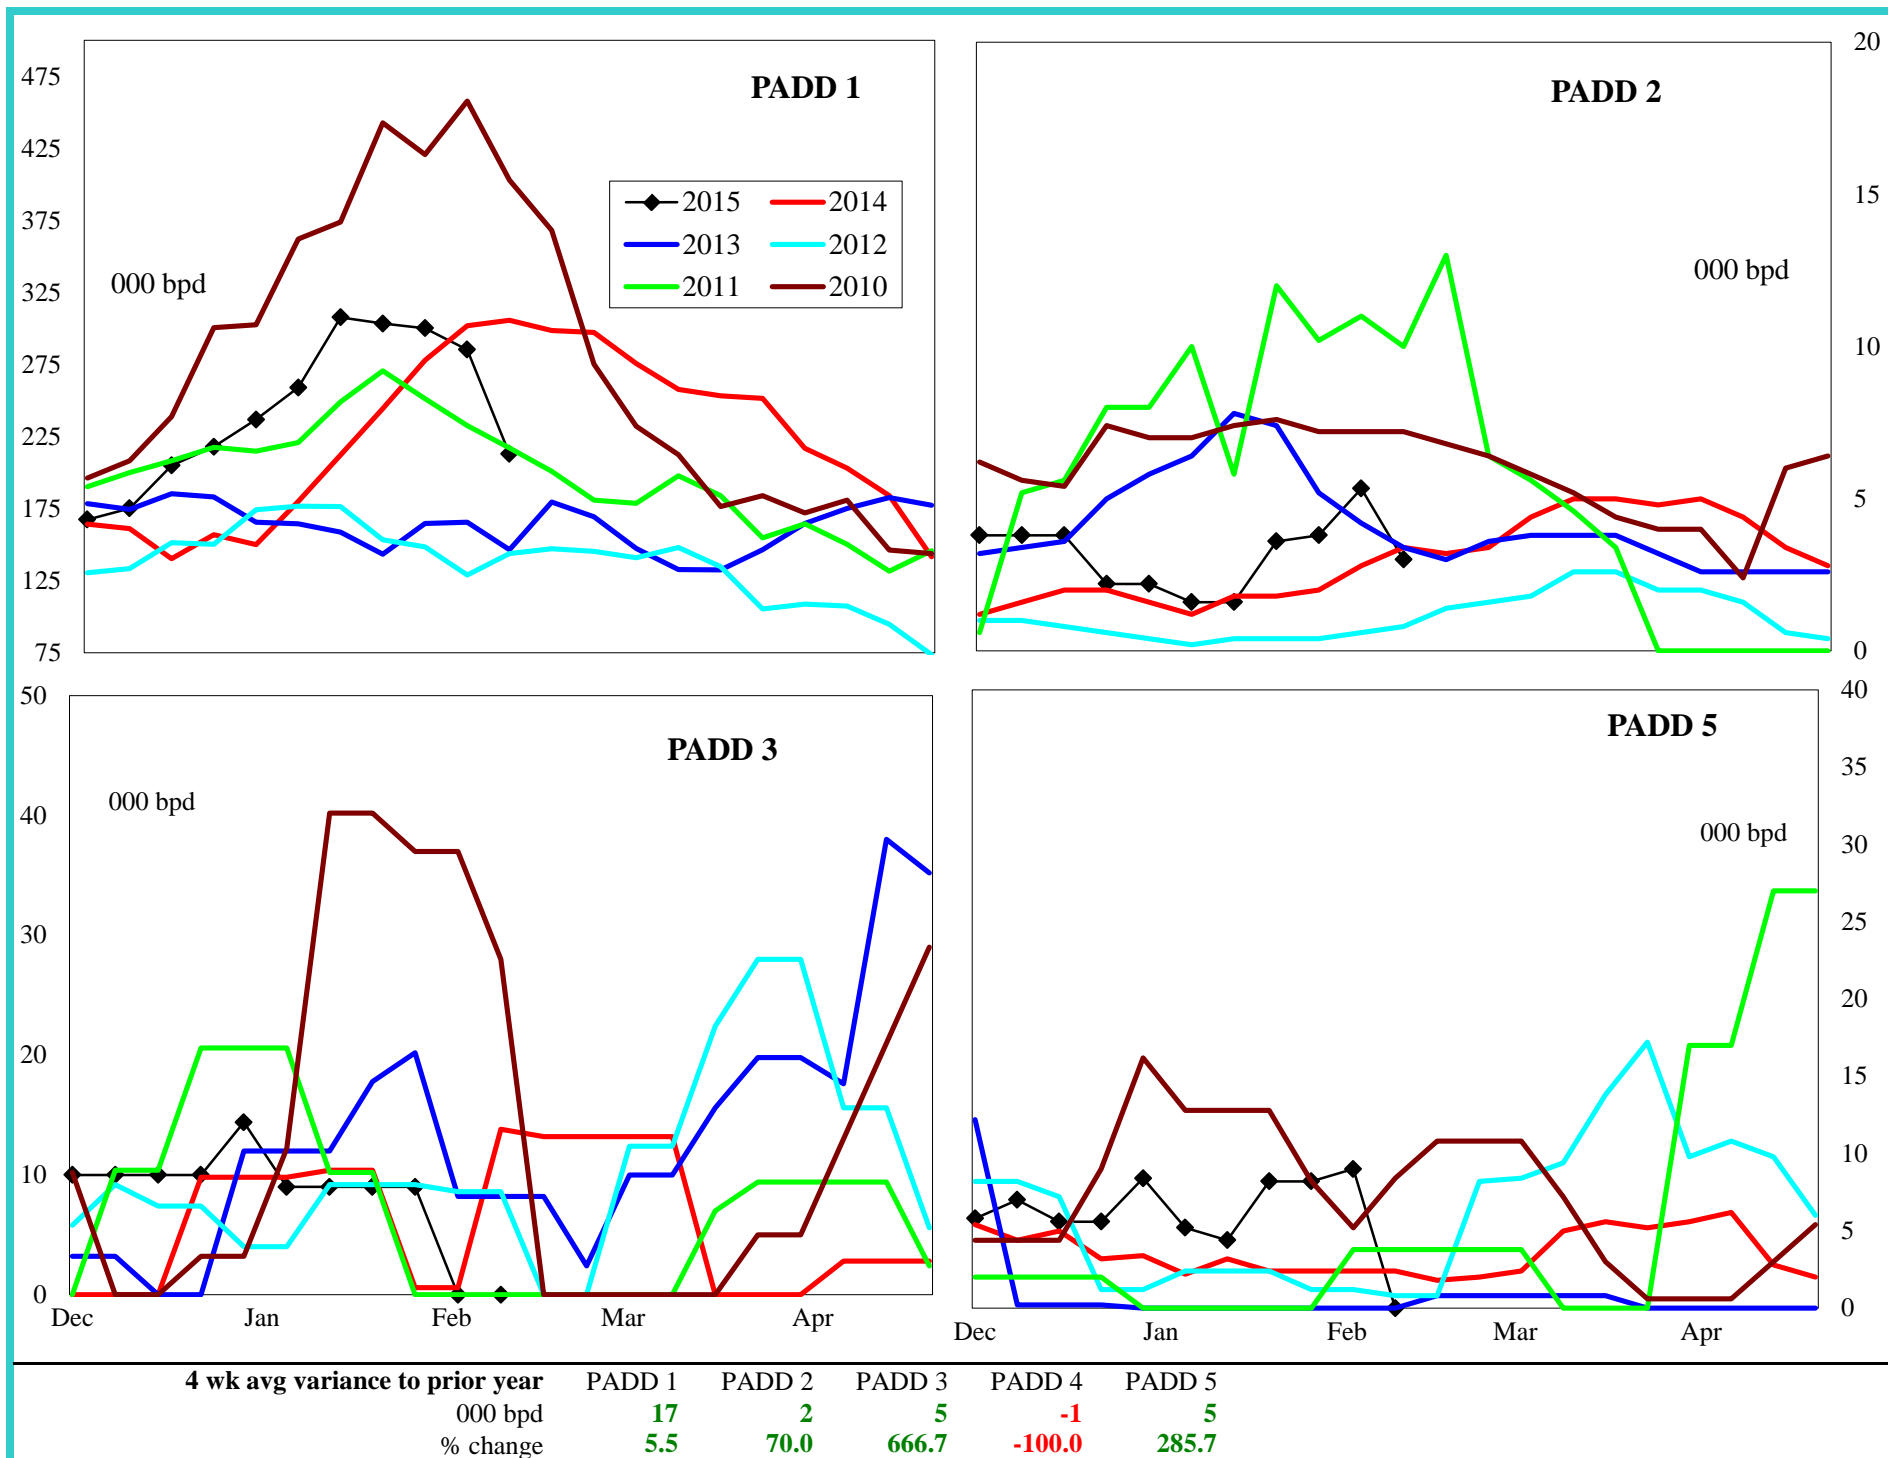 PADD 1
475
425
375
325
275
225
175
125
75
000 bpd
2015 2014
2013 2012
2011 2010
PADD 2
20
15
10
5
0
000 bpd
PADD 3
50
40
30
20
10
0
000 bpd
Dec Jan Feb Mar Apr
PADD 5
40
35
30
25
20
15
10
5
0
000 bpd
Dec Jan Feb Mar Apr
4 wk avg variance to prior year PADD 1 PADD 2 PADD 3 PADD 4 PADD 5
000 bpd 17 2 5 -1 5
% change 5.5 70.0 666.7 -100.0 285.7